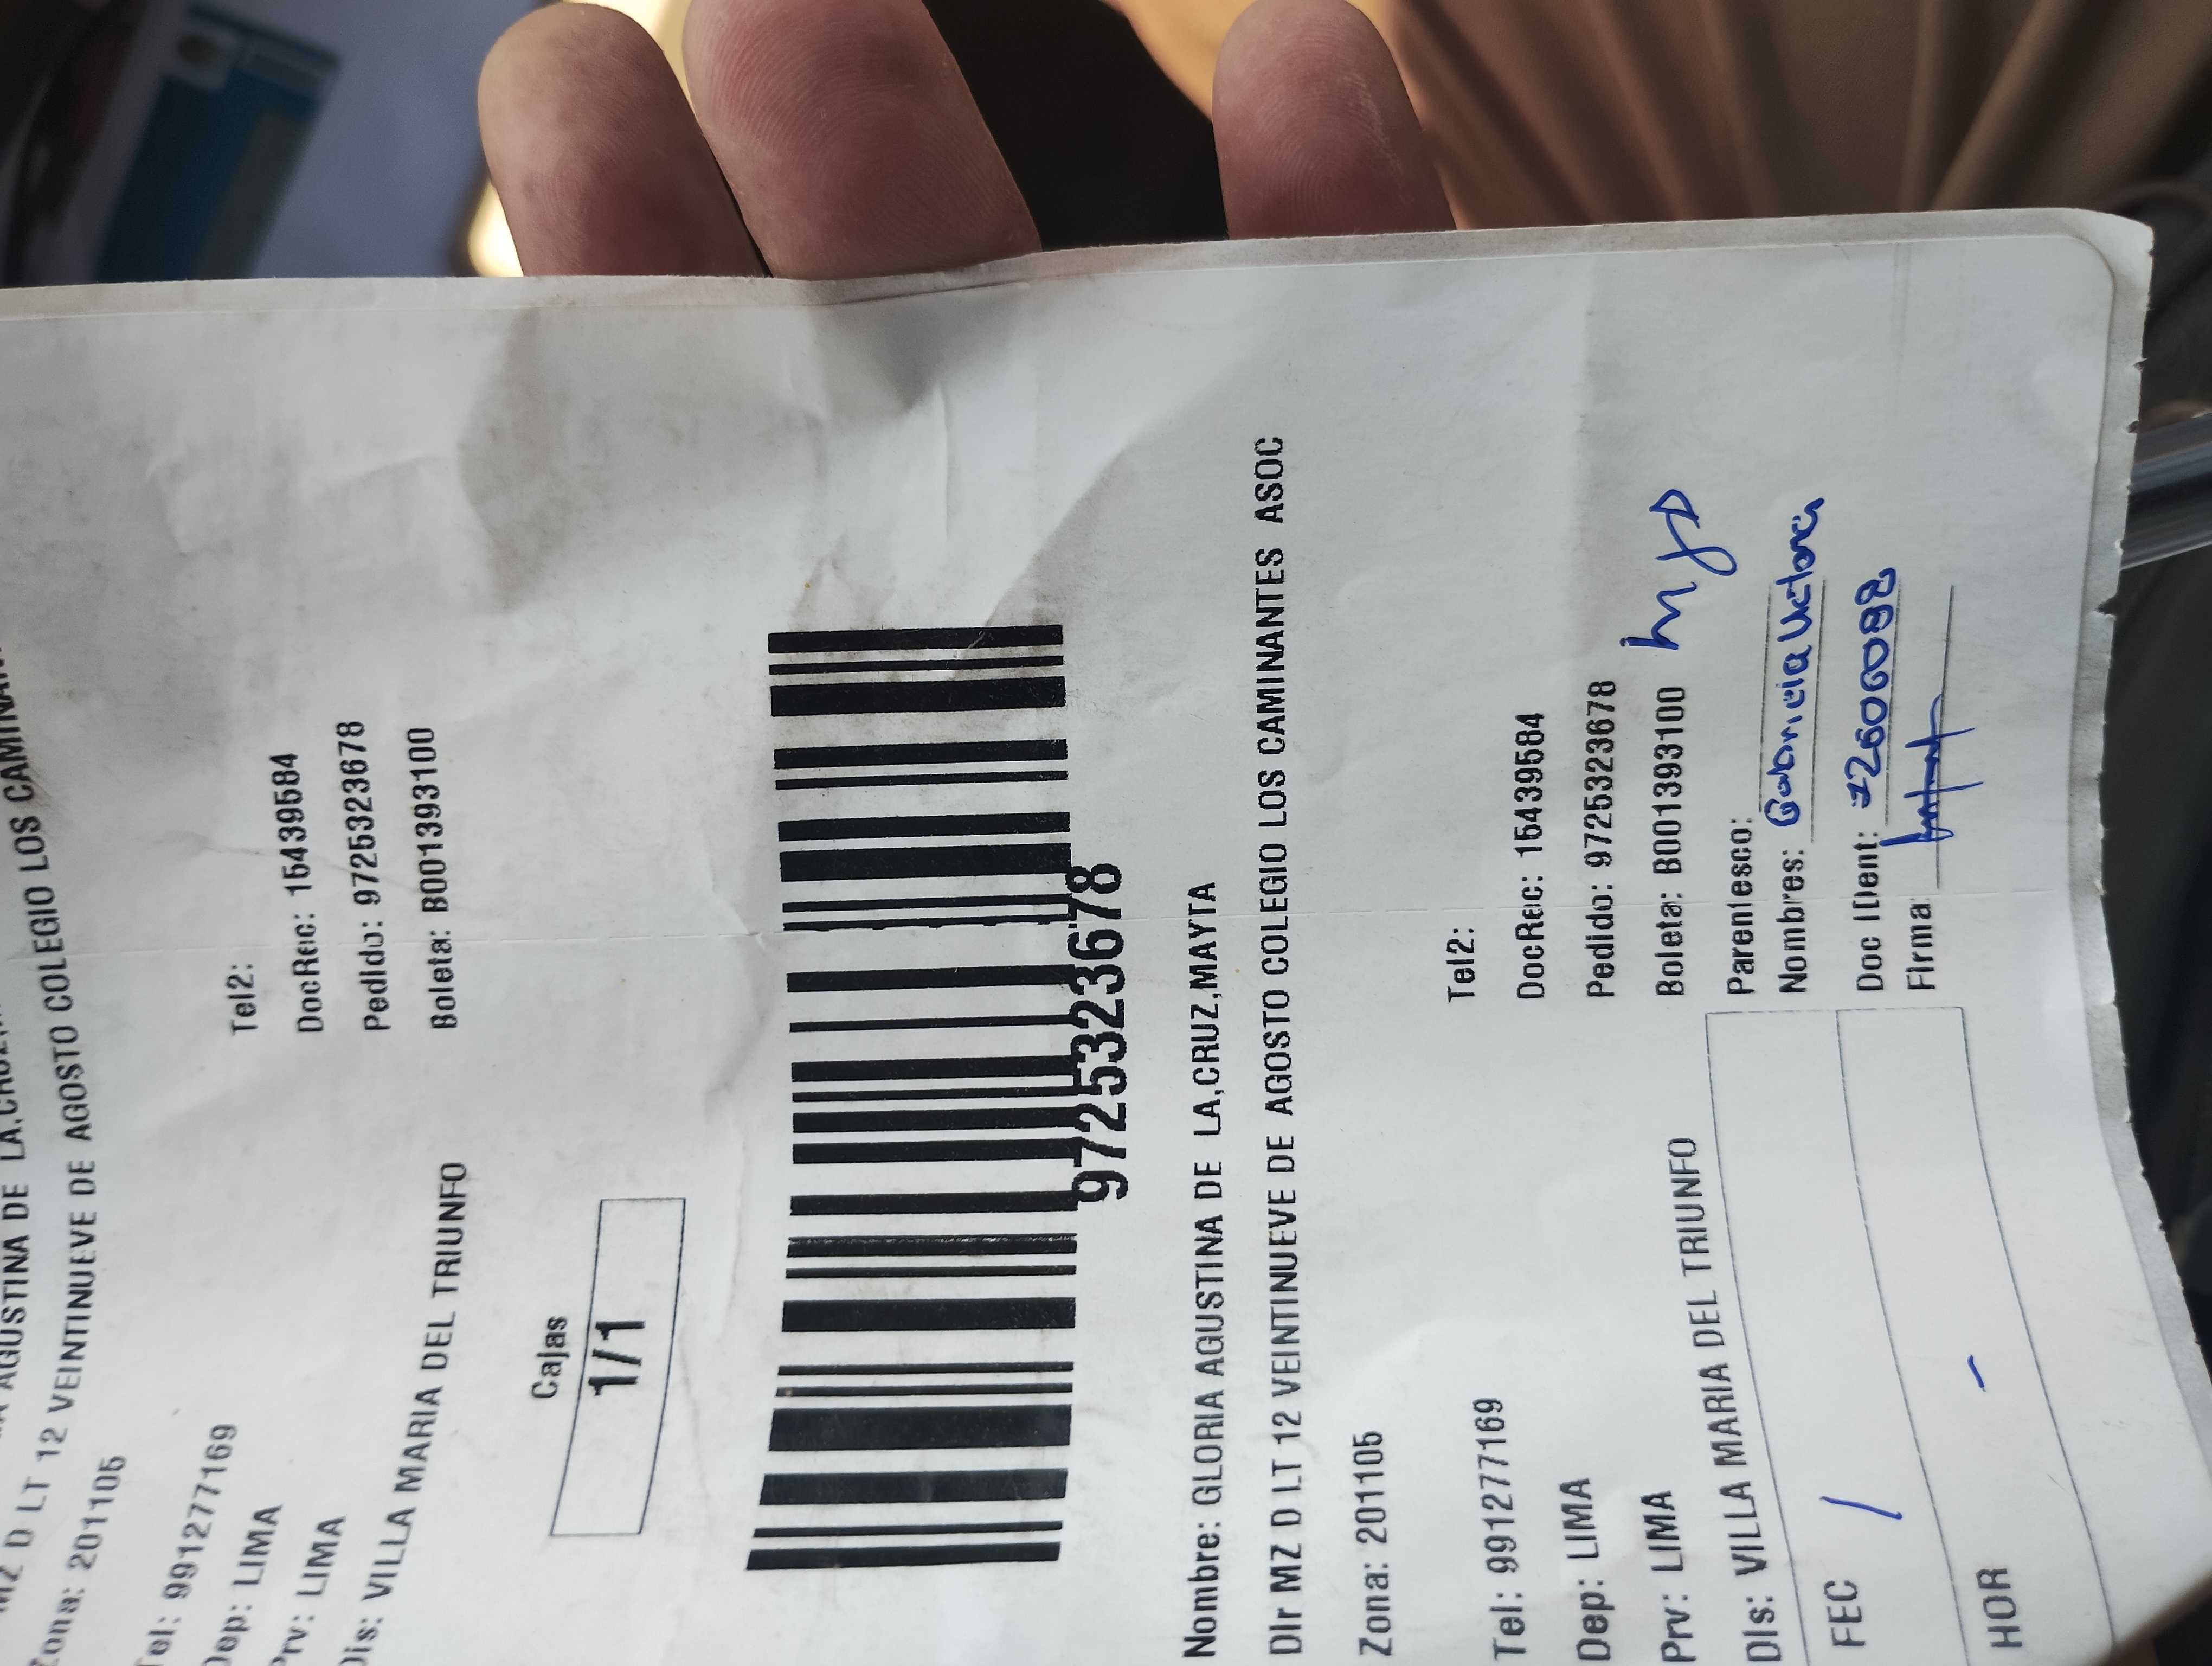 AGUSTINA DE LA,CRUZ,
MZ D LT 12 VEINTINUEVE DE AGOSTO COLEGIO LOS CAMINAN
Zona: 201105
Tel: 991277169 Tel2:
Dep: LIMA DocRec: 15439584
Prv: LIMA Pedido: 9725323678
Dis: VILLA MARIA DEL TRIUNFO Boleta: B001393100
Cajas
1/1
9725323678
Nombre: GLORIA AGUSTINA DE LA,CRUZ,MAYTA
Dir MZ D LT 12 VEINTINUEVE DE AGOSTO COLEGIO LOS CAMINANTES ASOC
Zona: 201105
Tel: 991277169 Tel2:
Dep: LIMA DocRec: 15439584
Prv: LIMA Pedido: 9725323678
Dis: VILLA MARIA DEL TRIUNFO Boleta: B001393100
Parentesco:
FEC / Nombres: Gabriela Victoria
Doc IDent:
HOR - Firma: